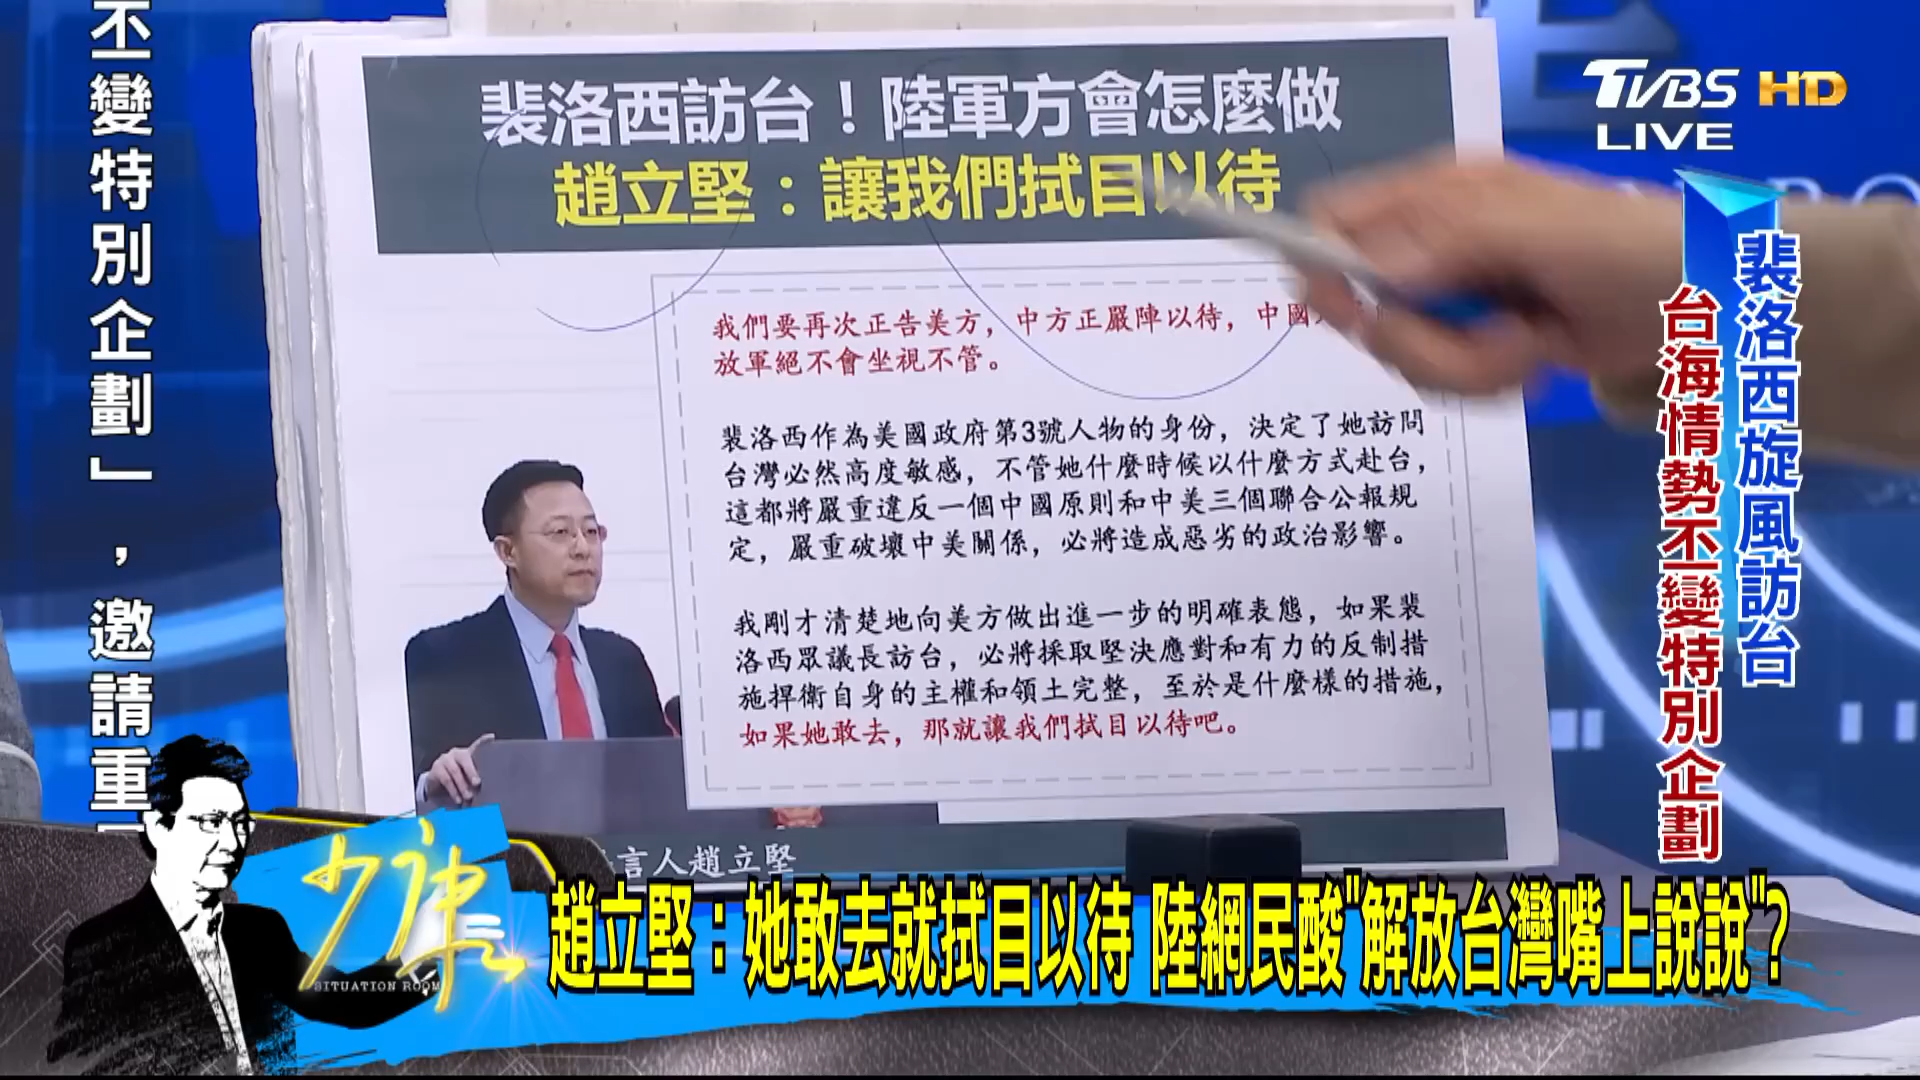 丕變特別企劃」，邀請重
裴洛西訪台！陸軍方會怎麼做
趙立堅：讓我們拭目以待
我們要再次正告美方，中方正嚴陣以待，中國
放軍絕不會坐視不管。
裴洛西作為美國政府第3號人物的身份，決定了她訪問
台灣必然高度敏感，不管她什麼時候以什麼方式赴台，
這都將嚴重違反一個中國原則和中美三個聯合公報規
定，嚴重破壞中美關係，必將造成惡劣的政治影響。
我剛才清楚地向美方做出進一步的明確表態，如果裴
洛西眾議長訪台，必將採取堅決應對和有力的反制措
施捍衛自身的主權和領土完整，至於是什麼樣的措施，
如果她敢去，那就讓我們拭目以待吧。
言人趙立堅
TVBS HD
LIVE
裴洛西旋風訪台
台海情勢丕變特別企劃
少康
SITUATION ROOM
趙立堅：她敢去就拭目以待 陸網民酸"解放台灣嘴上說說"？